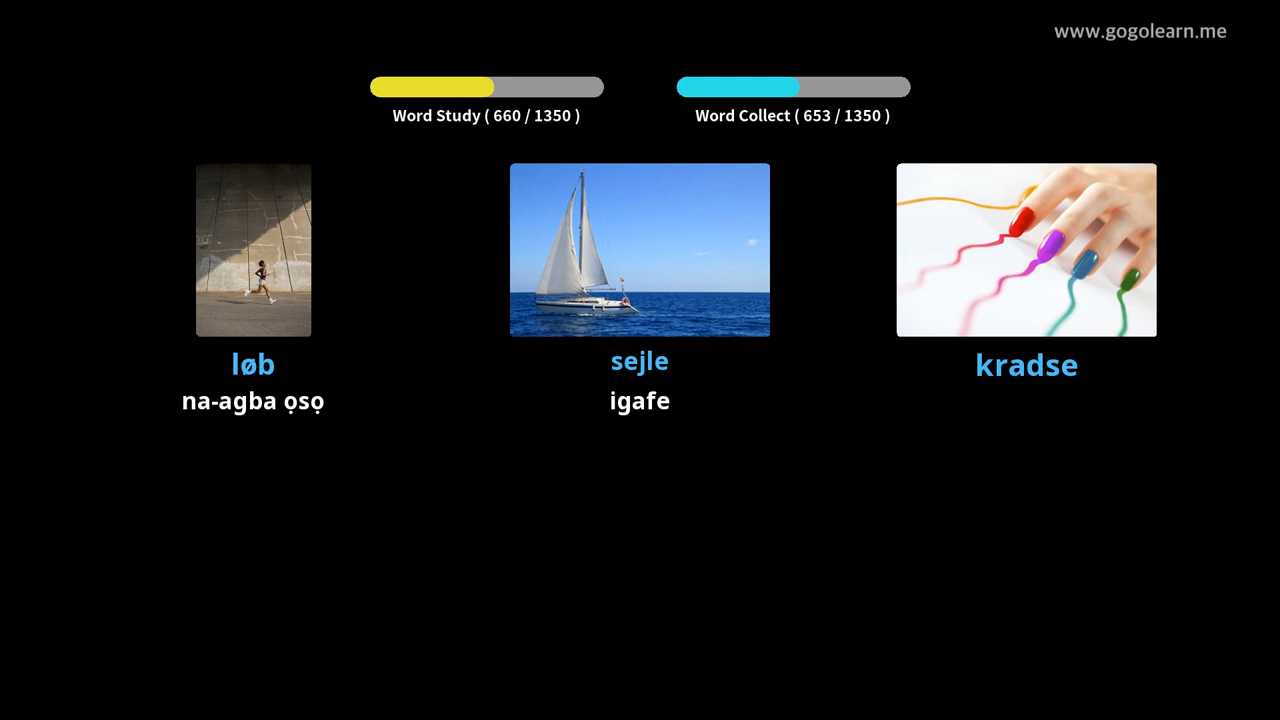 www.gogolearn.me
Word Study ( 660 / 1350 )
Word Collect ( 653 / 1350 )
løb
sejle
kradse
na-agba ọsọ
igafe